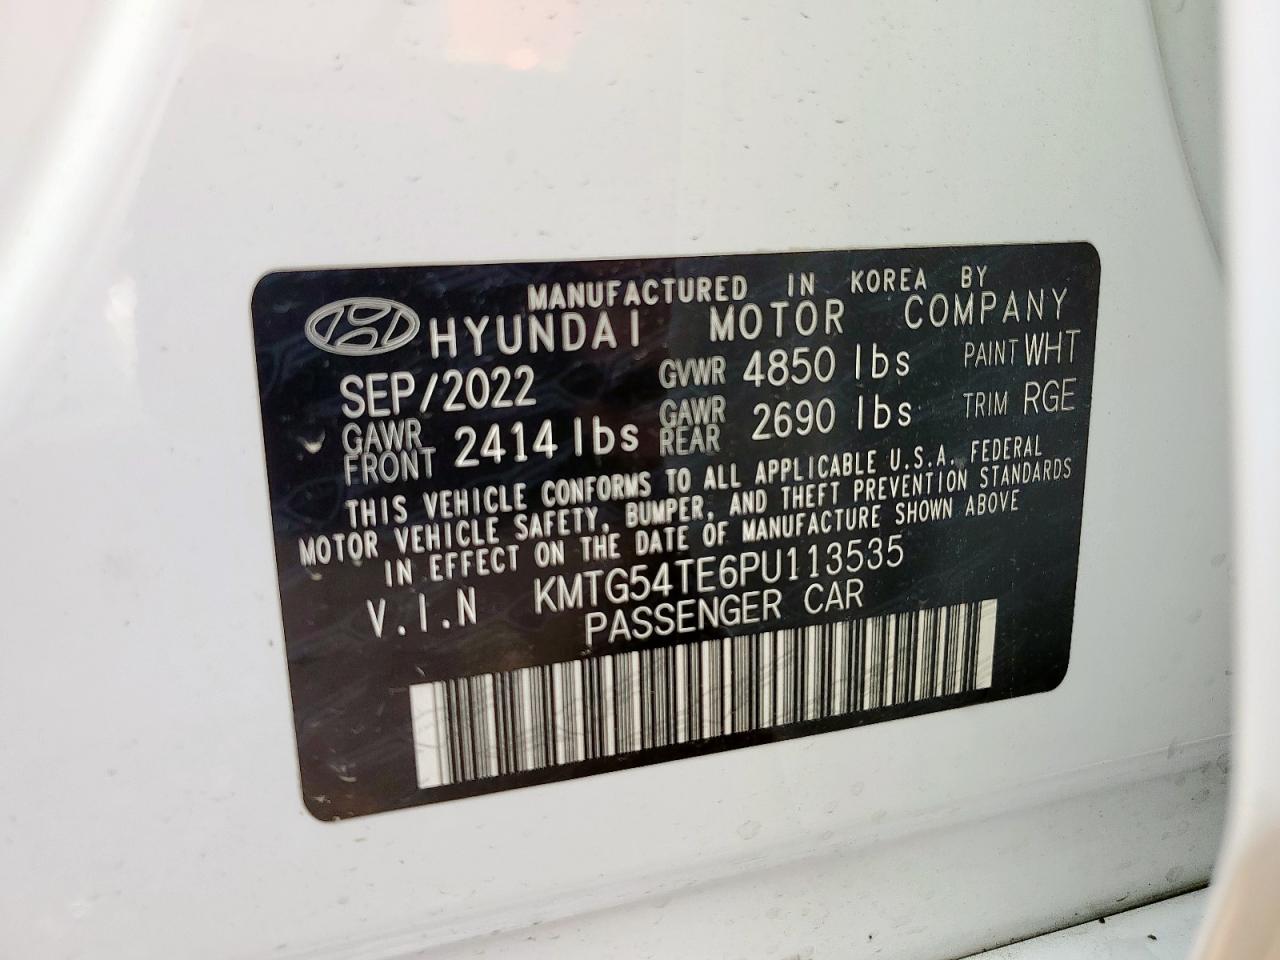 MANUFACTURED IN KOREA BY
HYUNDAI MOTOR COMPANY
SEP/2022 GVWR 4850 lbs PAINT WHT
GAWR FRONT 2414 lbs GAWR REAR 2690 lbs TRIM RGE
THIS VEHICLE CONFORMS TO ALL APPLICABLE U.S.A. FEDERAL
MOTOR VEHICLE SAFETY, BUMPER, AND THEFT PREVENTION STANDARDS
IN EFFECT ON THE DATE OF MANUFACTURE SHOWN ABOVE
V.I.N KMTG54TE6PU113535
PASSENGER CAR